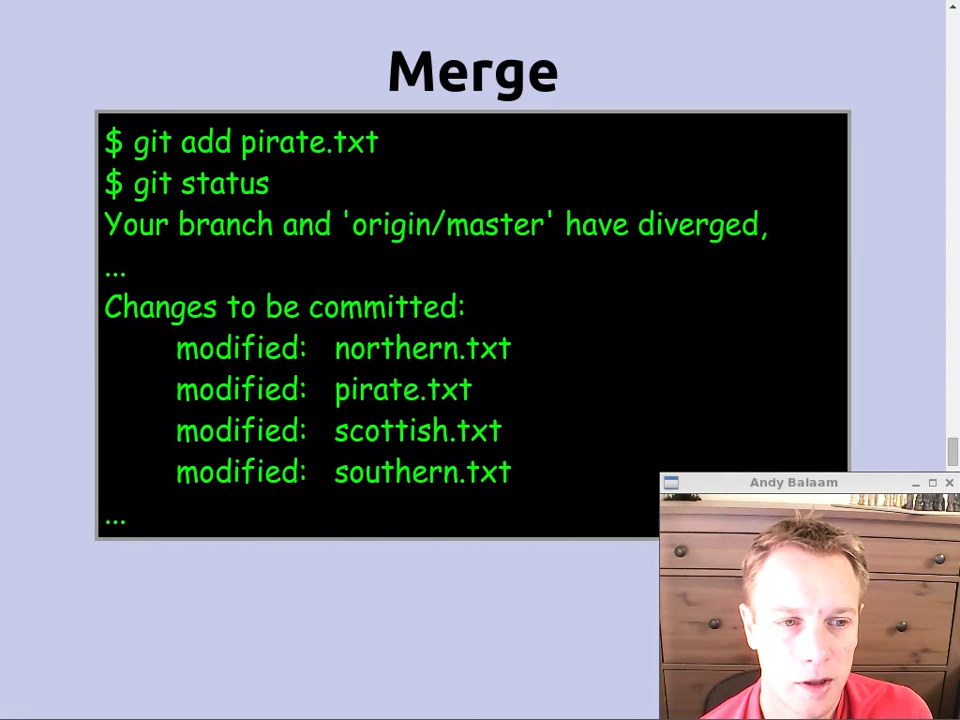 Merge
$ git add pirate.txt
$ git status
Your branch and 'origin/master' have diverged,
...
Changes to be committed:
modified: northern.txt
modified: pirate.txt
modified: scottish.txt
modified: southern.txt
...
Andy Balaam